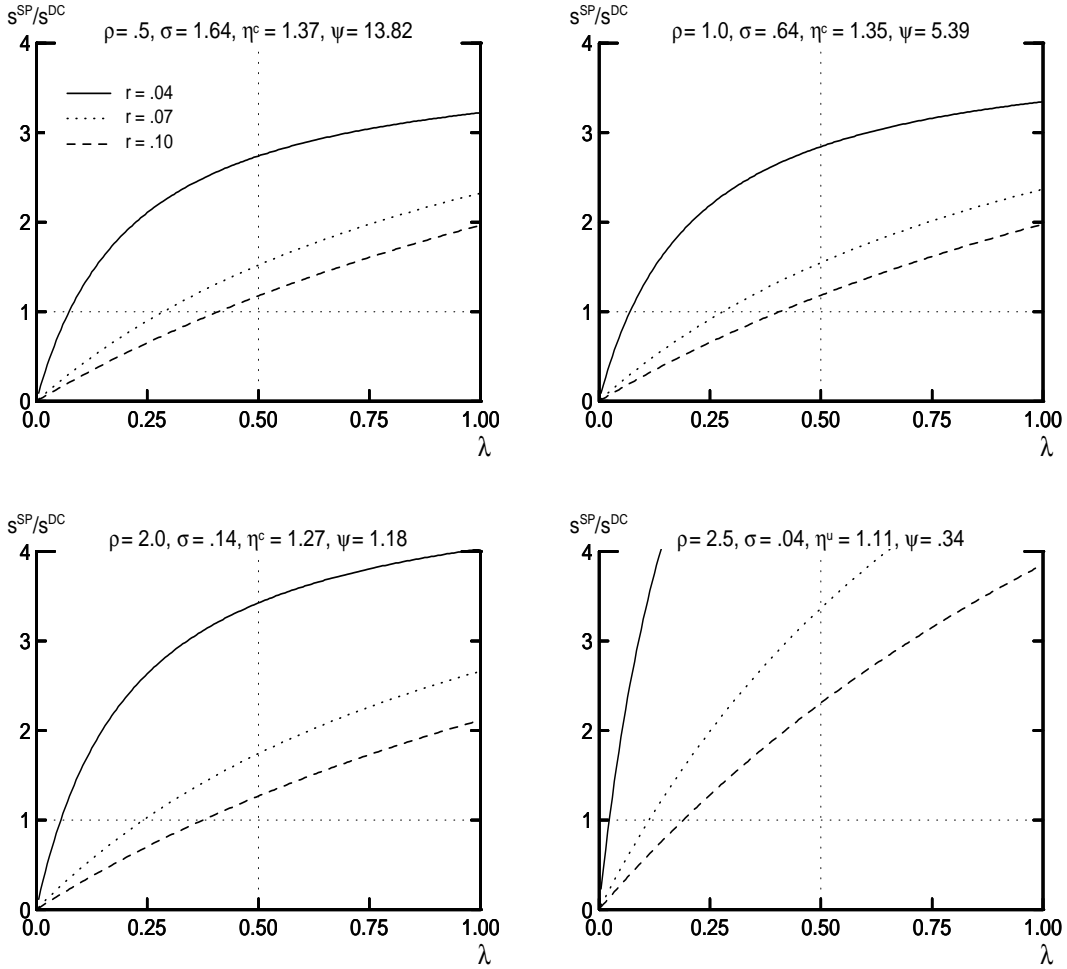 s^SP/s^DC
ρ= .5, σ= 1.64, η^c = 1.37, ψ= 13.82
4
3
2
1
0
r = .04
r = .07
r = .10
0.0 0.25 0.50 0.75 1.00
λ
s^SP/s^DC
ρ= 1.0, σ= .64, η^c = 1.35, ψ= 5.39
4
3
2
1
0
0.0 0.25 0.50 0.75 1.00
λ
s^SP/s^DC
ρ= 2.0, σ= .14, η^c = 1.27, ψ= 1.18
4
3
2
1
0
0.0 0.25 0.50 0.75 1.00
λ
s^SP/s^DC
ρ= 2.5, σ= .04, η^u = 1.11, ψ= .34
4
3
2
1
0
0.0 0.25 0.50 0.75 1.00
λ